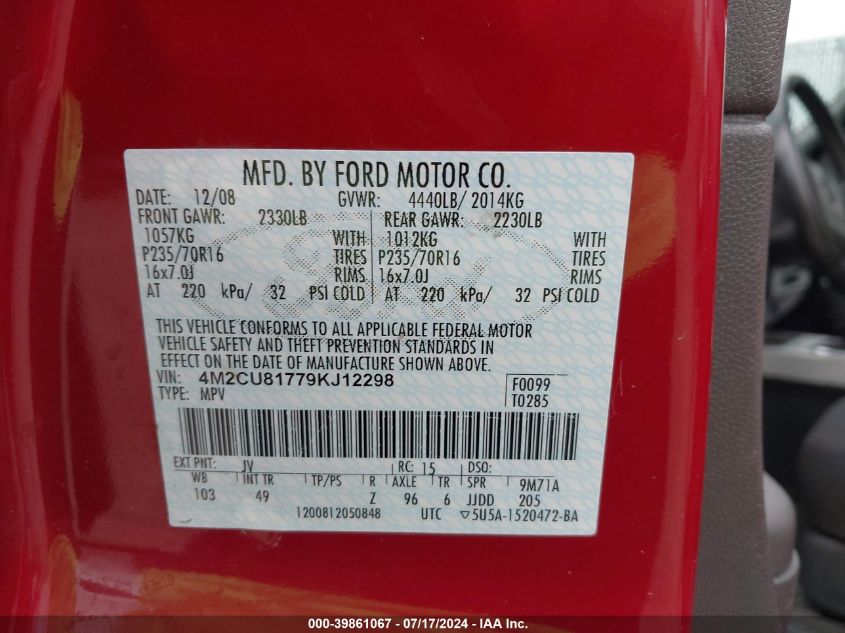 MFD. BY FORD MOTOR CO.
DATE: 12/08 GVWR: 4440LB/ 2014KG
FRONT GAWR: 2330LB REAR GAWR: 2230LB
1057KG WITH 1012KG WITH
P235/70R16 TIRES P235/70R16 TIRES
16x7.0J RIMS 16x7.0J RIMS
AT 220 kPa/ 32 PSI COLD AT 220 kPa/ 32 PSI COLD
THIS VEHICLE CONFORMS TO ALL APPLICABLE FEDERAL MOTOR
VEHICLE SAFETY AND THEFT PREVENTION STANDARDS IN
EFFECT ON THE DATE OF MANUFACTURE SHOWN ABOVE.
VIN: 4M2CU81779KJ12298 F0099
TYPE: MPV T0285
EXT PNT: JV RC: 15 DSO:
WB INT TR TP/PS R AXLE TR SPR 9M71A
103 49 Z 96 6 JJDD 205
1200812050848 UTC ▽5U5A-1520472-BA
000-39861067 - 07/17/2024 - IAA Inc.